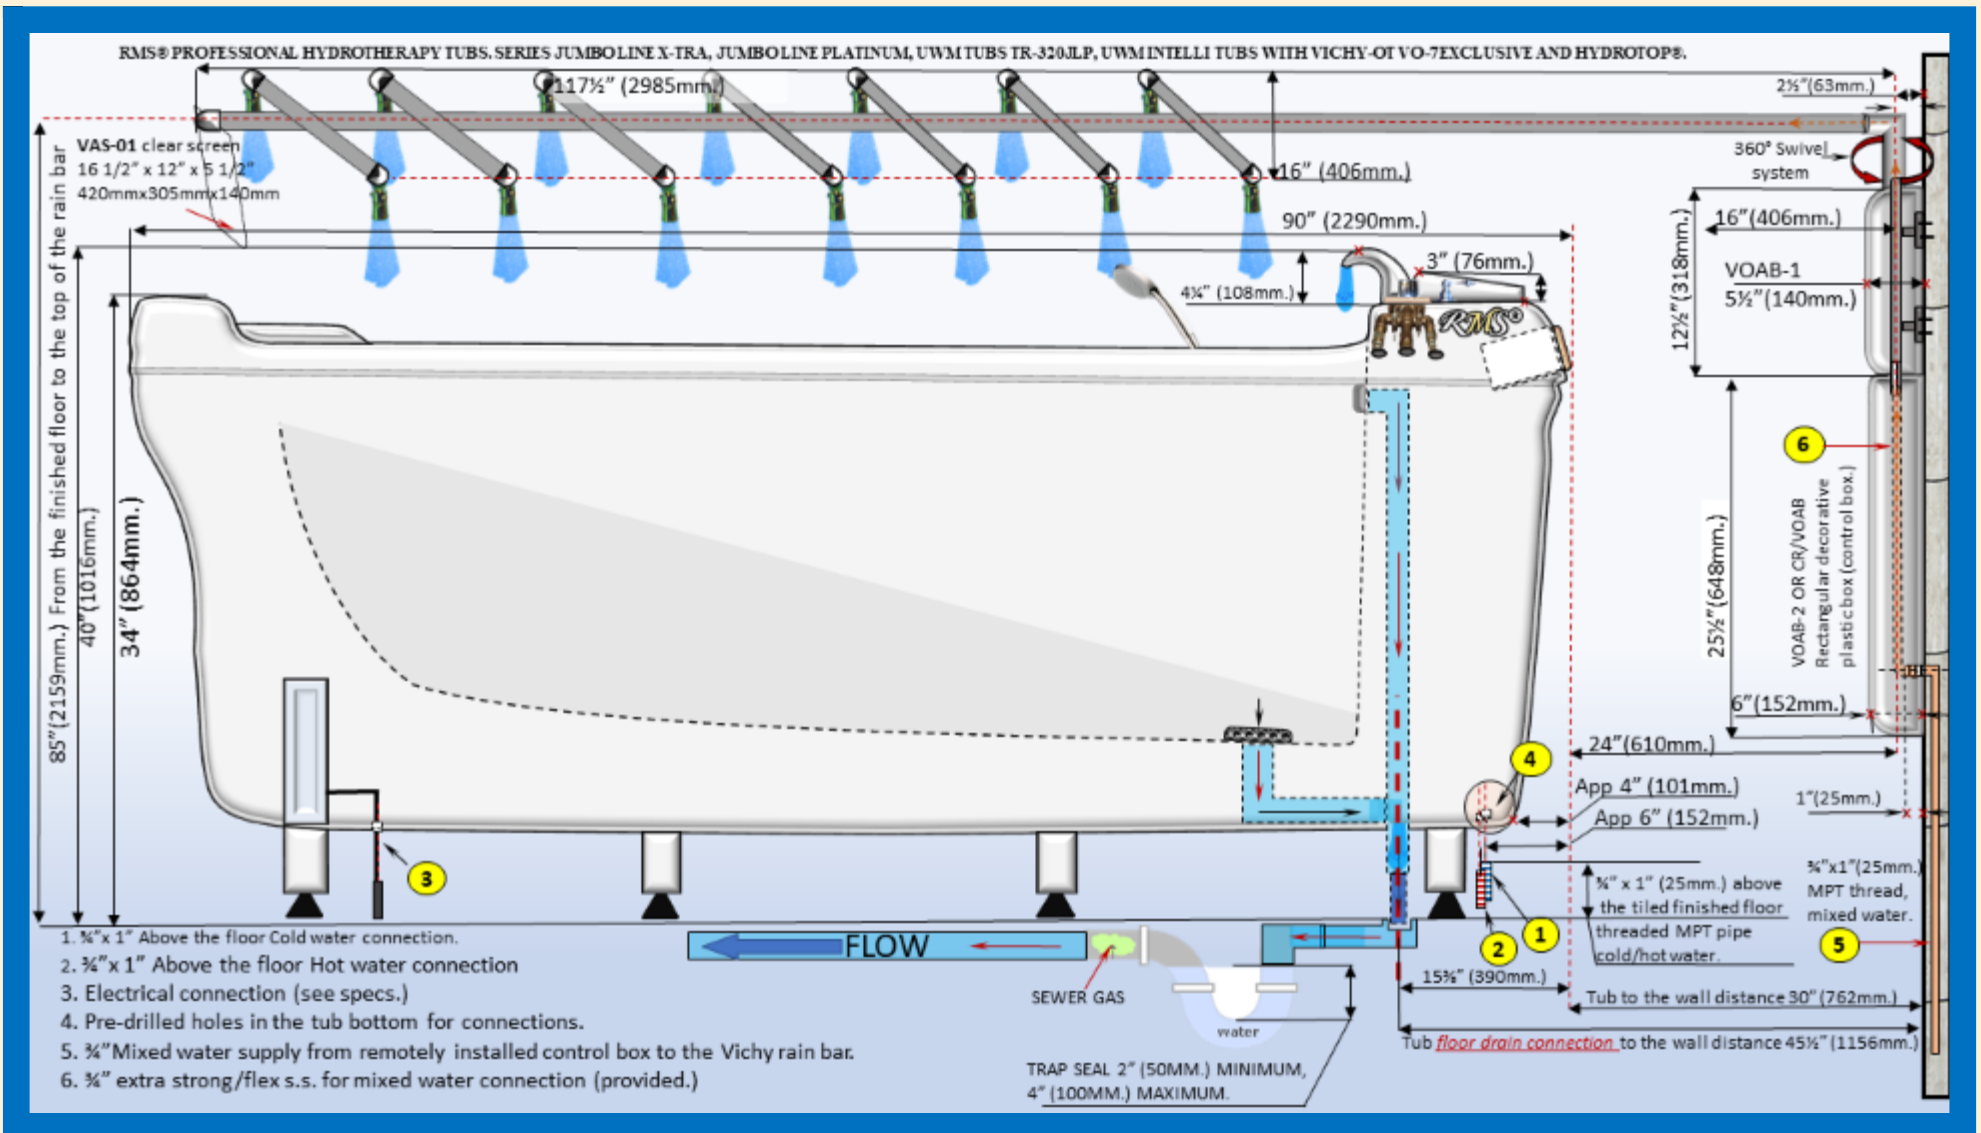 RMS® PROFESSIONAL HYDROTHERAPY TUBS. SERIES JUMBO LINE X-TRA, JUMBO LINE PLATINUM, UWM TUBS TR-320JLP, UWM INTELLI TUBS WITH VICHY-OT VO-7EXCLUSIVE AND HYDROTOP®.
117½” (2985mm.)
2½”(63mm.)
VAS-01 clear screen
16 1/2” x 12” x 5 1/2”
420mmx305mmx140mm
360° Swivel
system
16” (406mm.)
90” (2290mm.)
16”(406mm.)
12½”(318mm.)
VOAB-1
5½”(140mm.)
3” (76mm.)
4¼” (108mm.)
RMS®
85”(2159mm.) From the finished floor to the top of the rain bar
40”(1016mm.)
34” (864mm.)
6
VOAB-2 OR CR/VOAB
Rectangular decorative
plastic box (control box.)
25½”(648mm.)
6”(152mm.)
24”(610mm.)
4
App 4” (101mm.)
App 6” (152mm.)
1”(25mm.)
3
¾” x 1” (25mm.) above
the tiled finished floor
threaded MPT pipe
cold/hot water.
¾”x1”(25mm.)
MPT thread,
mixed water.
1
2
5
FLOW
SEWER GAS
water
15⅜” (390mm.)
Tub to the wall distance 30” (762mm.)
Tub floor drain connection to the wall distance 45½” (1156mm.)
TRAP SEAL 2” (50MM.) MINIMUM,
4” (100MM.) MAXIMUM.
1. ¾”x 1” Above the floor Cold water connection.
2. ¾”x 1” Above the floor Hot water connection
3. Electrical connection (see specs.)
4. Pre-drilled holes in the tub bottom for connections.
5. ¾”Mixed water supply from remotely installed control box to the Vichy rain bar.
6. ¾” extra strong/flex s.s. for mixed water connection (provided.)